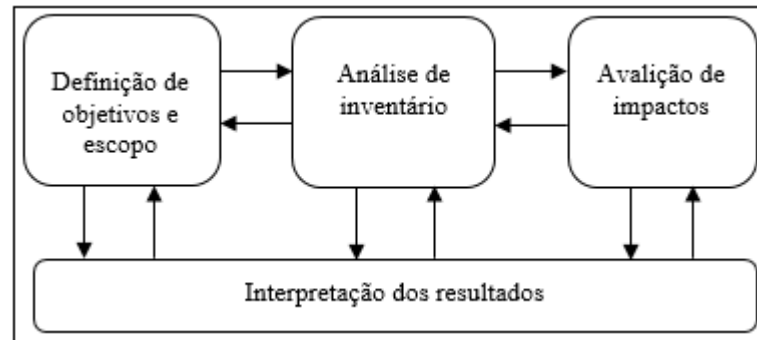 Definição de
objetivos e
escopo
Análise de
inventário
Avalição de
impactos
Interpretação dos resultados